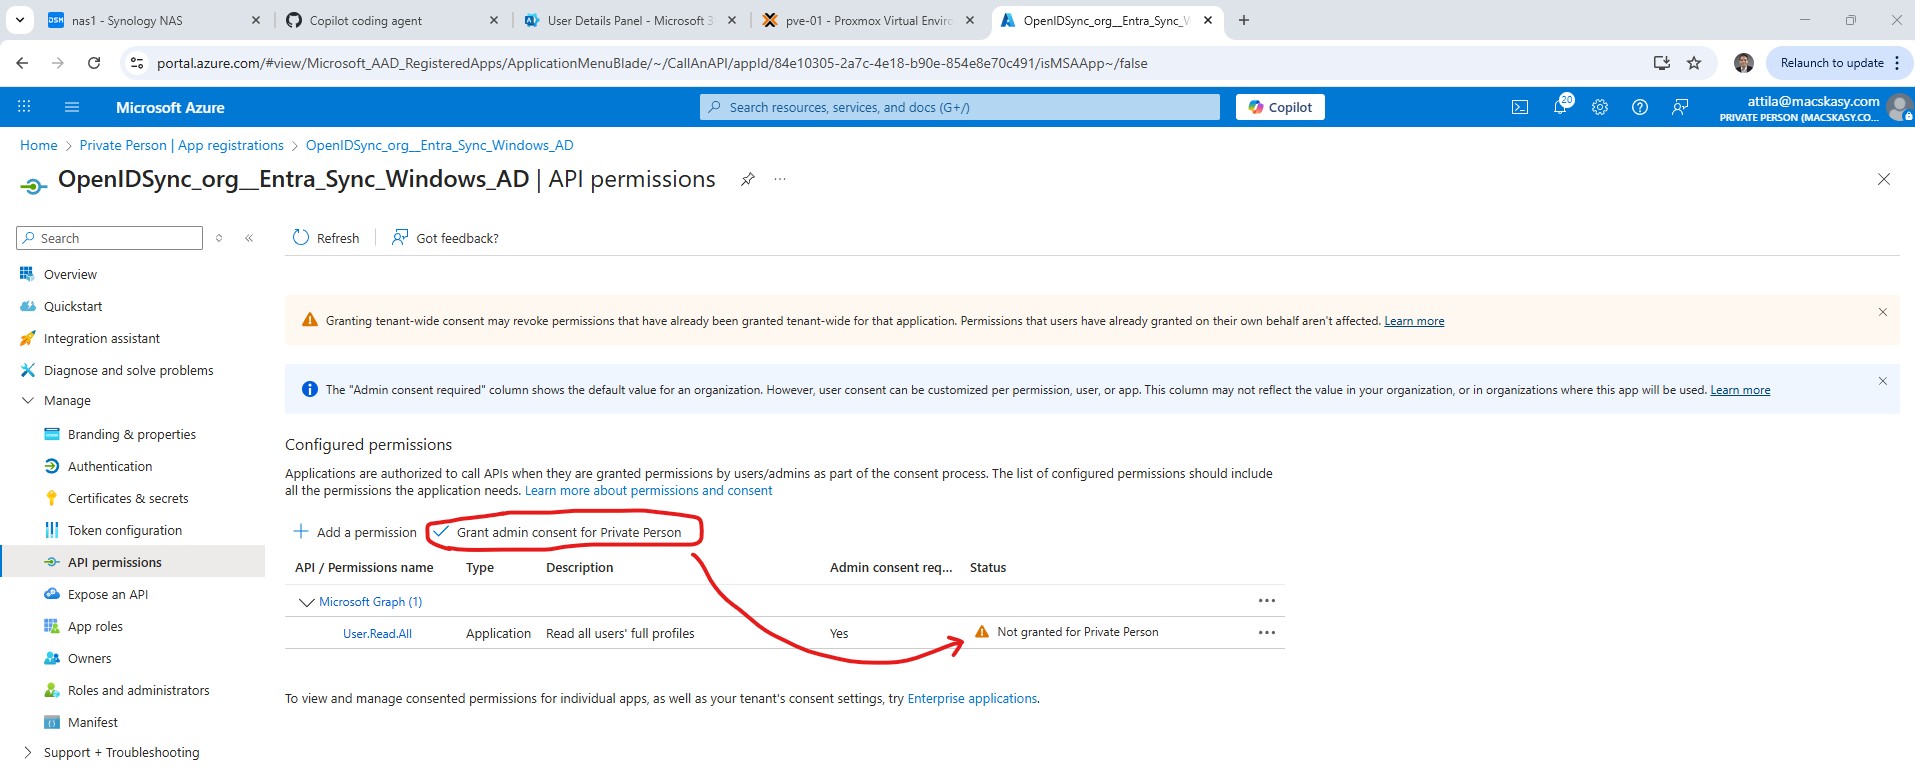 nas1 - Synology NAS
Copilot coding agent
User Details Panel - Microsoft 3
pve-01 - Proxmox Virtual Enviro
OpenIDSync_org__Entra_Sync_W
portal.azure.com/#view/Microsoft_AAD_RegisteredApps/ApplicationMenuBlade/~/CallAnAPI/appId/84e10305-2a7c-4e18-b90e-854e8e70c491/isMSAApp~/false
Relaunch to update
Microsoft Azure
Search resources, services, and docs (G+/)
Copilot
20
attila@macskasy.com
PRIVATE PERSON (MACSKASY.CO...
Home > Private Person | App registrations > OpenIDSync_org__Entra_Sync_Windows_AD
OpenIDSync_org__Entra_Sync_Windows_AD | API permissions
Search
Refresh
Got feedback?
Overview
Quickstart
Integration assistant
Diagnose and solve problems
Manage
Branding & properties
Authentication
Certificates & secrets
Token configuration
API permissions
Expose an API
App roles
Owners
Roles and administrators
Manifest
Support + Troubleshooting
Granting tenant-wide consent may revoke permissions that have already been granted tenant-wide for that application. Permissions that users have already granted on their own behalf aren't affected. Learn more
The "Admin consent required" column shows the default value for an organization. However, user consent can be customized per permission, user, or app. This column may not reflect the value in your organization, or in organizations where this app will be used. Learn more
Configured permissions
Applications are authorized to call APIs when they are granted permissions by users/admins as part of the consent process. The list of configured permissions should include
all the permissions the application needs. Learn more about permissions and consent
Add a permission
Grant admin consent for Private Person
API / Permissions name Type Description Admin consent req... Status
Microsoft Graph (1)
User.Read.All Application Read all users' full profiles Yes Not granted for Private Person
To view and manage consented permissions for individual apps, as well as your tenant's consent settings, try Enterprise applications.